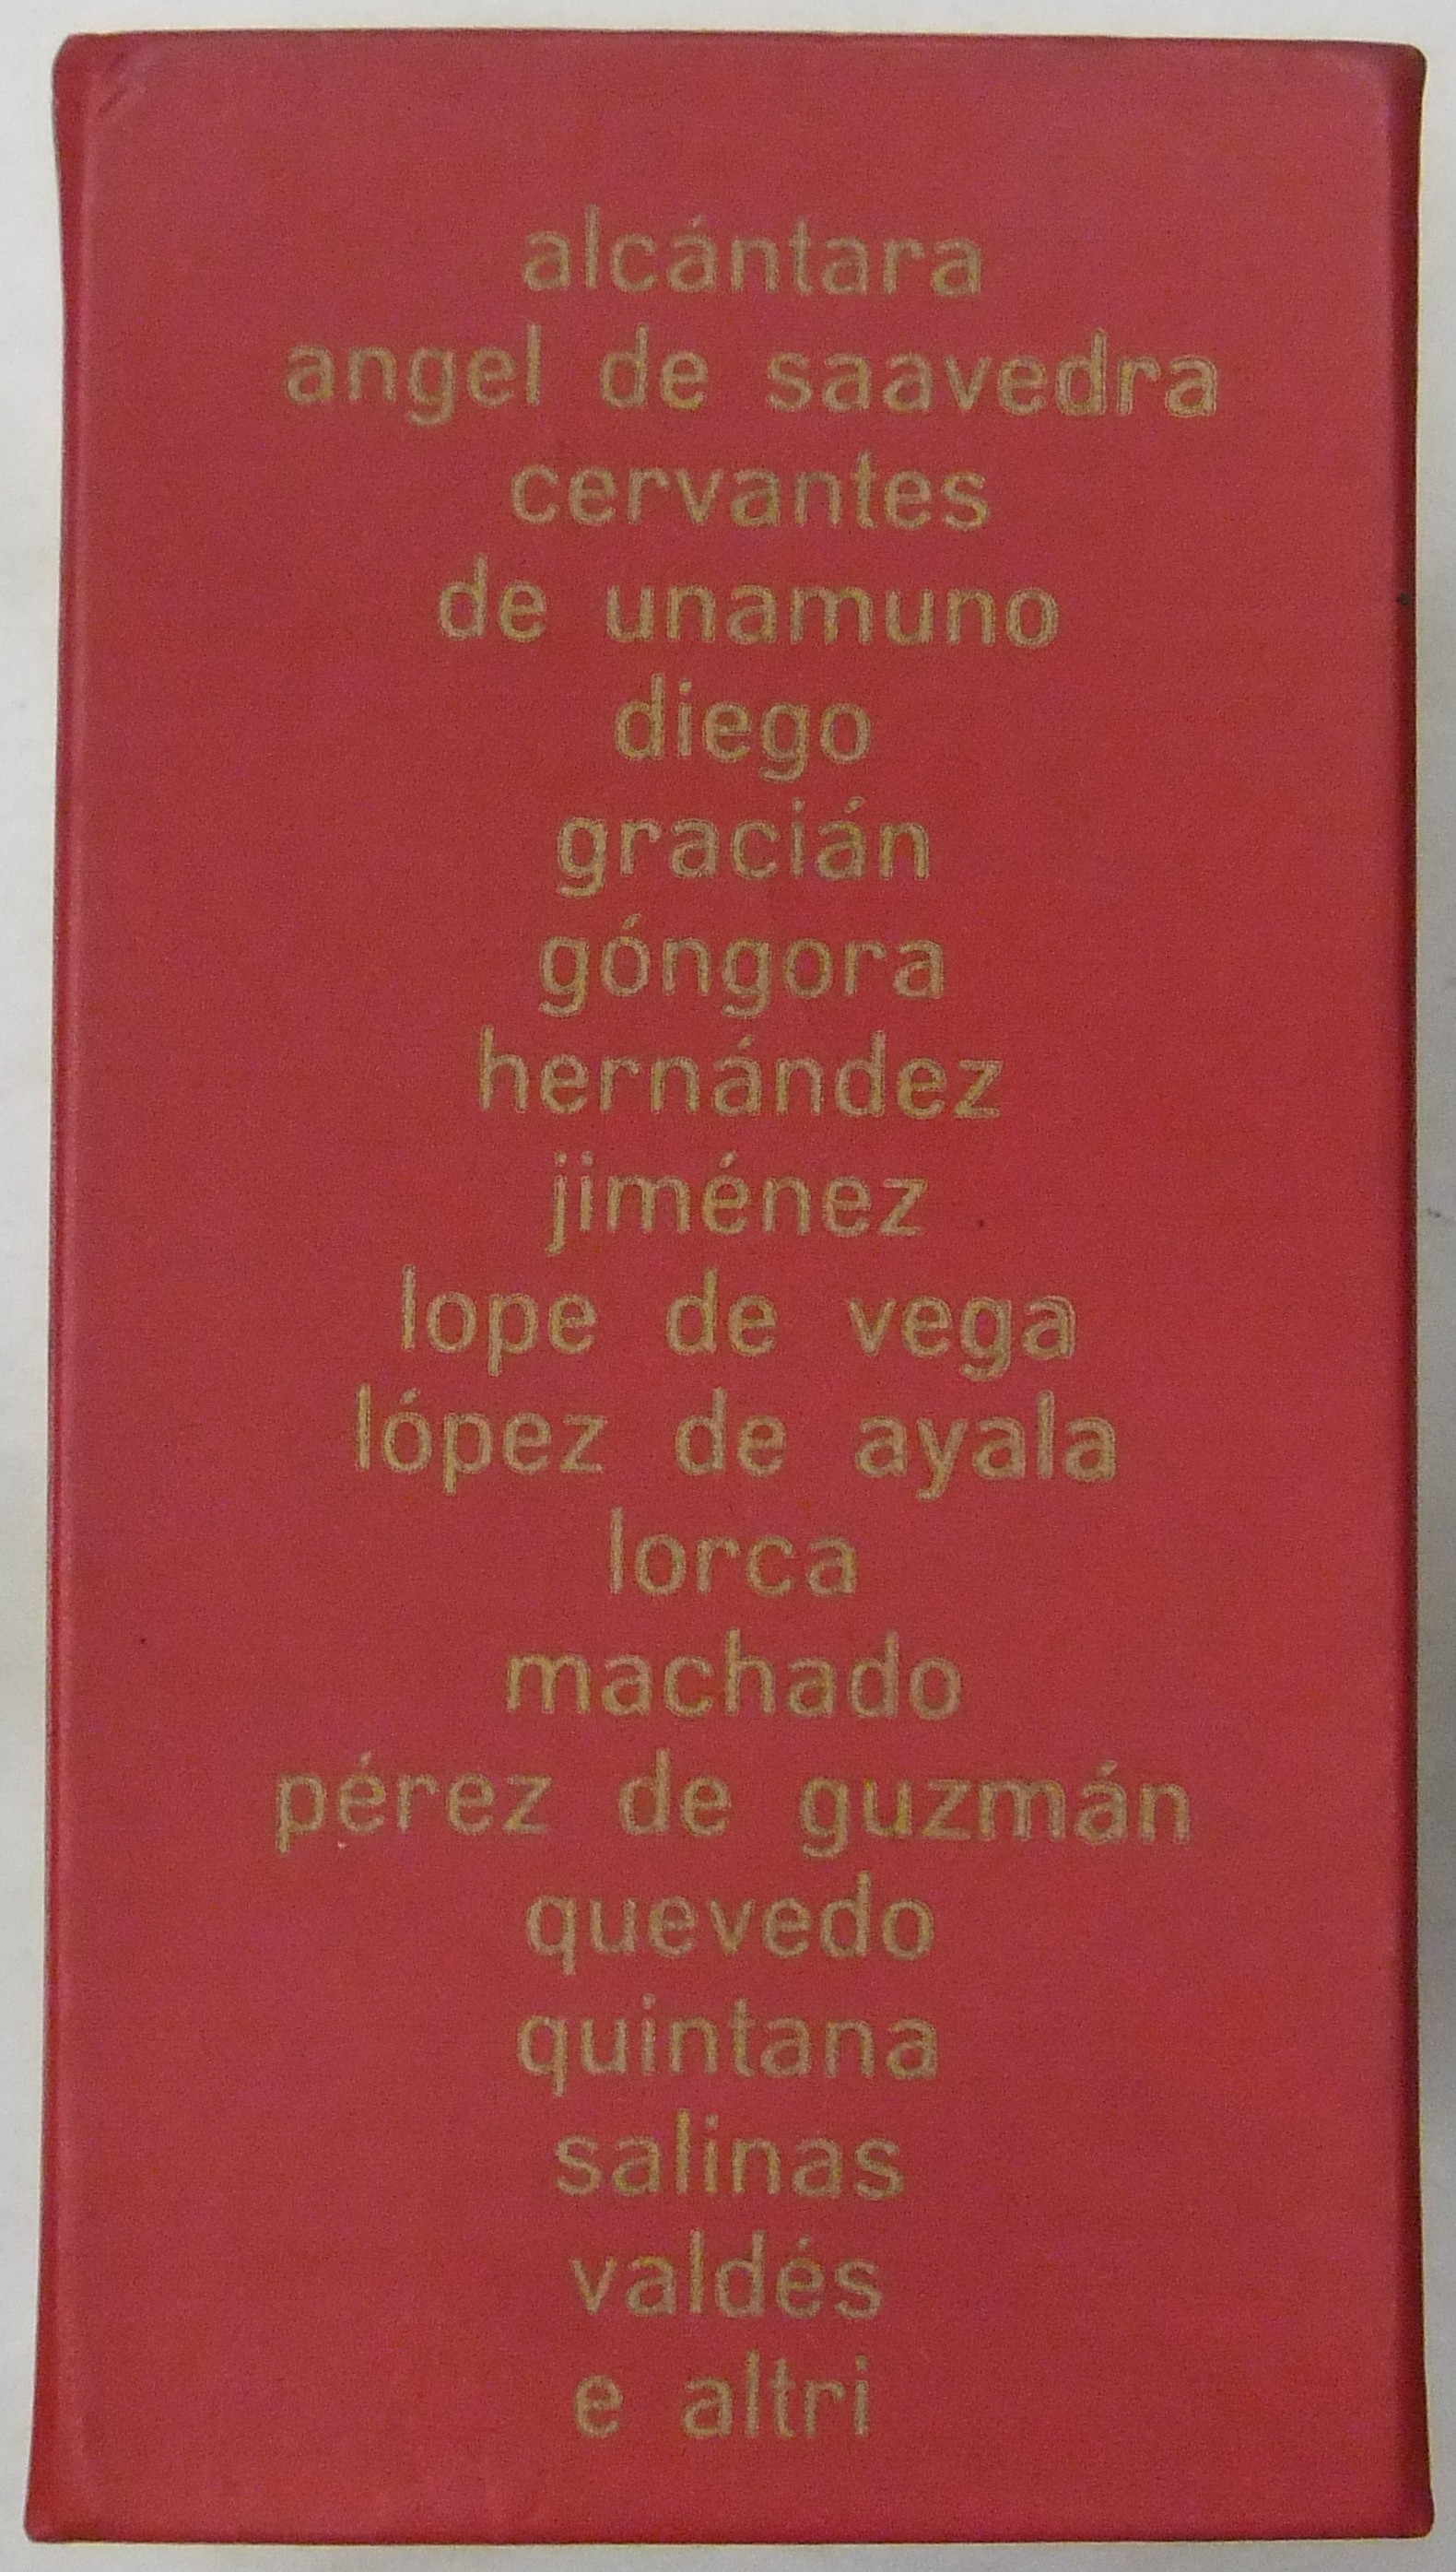 alcántara
angel de saavedra
cervantes
de unamuno
diego
gracián
góngora
hernández
jiménez
lope de vega
lópez de ayala
lorca
machado
pérez de guzmán
quevedo
quintana
salinas
valdés
e altri